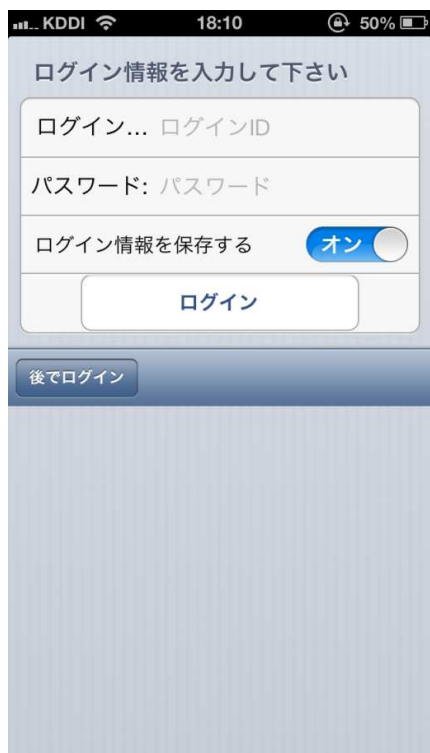 KDDI 18:10 50%
ログイン情報を入力して下さい
ログイン... ログインID
パスワード: パスワード
ログイン情報を保存する オン
ログイン
後でログイン